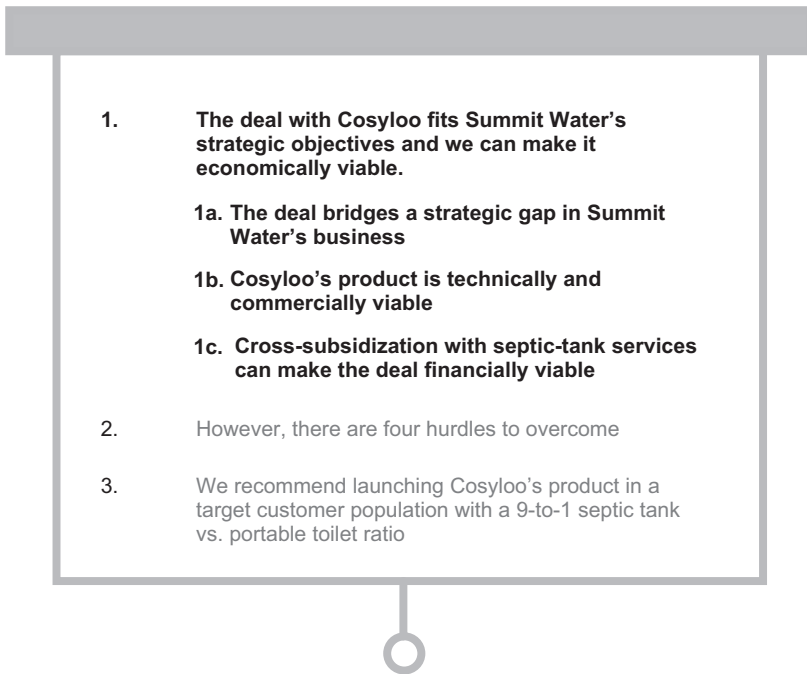 1. The deal with Cosyloo fits Summit Water's
strategic objectives and we can make it
economically viable.
1a. The deal bridges a strategic gap in Summit
Water's business
1b. Cosyloo's product is technically and
commercially viable
1c. Cross-subsidization with septic-tank services
can make the deal financially viable
2. However, there are four hurdles to overcome
3. We recommend launching Cosyloo's product in a
target customer population with a 9-to-1 septic tank
vs. portable toilet ratio